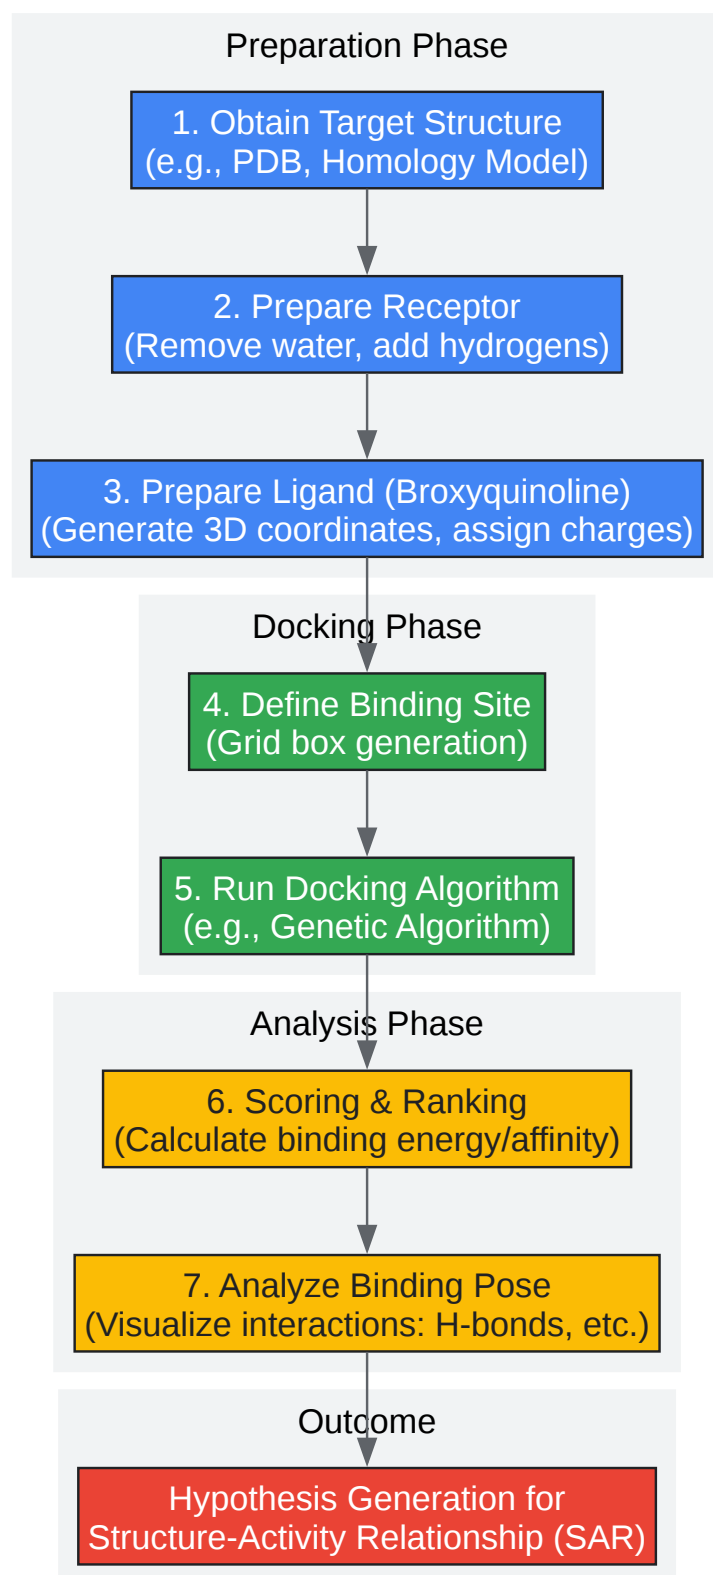 Preparation Phase
1. Obtain Target Structure
(e.g., PDB, Homology Model)
2. Prepare Receptor
(Remove water, add hydrogens)
3. Prepare Ligand (Broxyquinoline)
(Generate 3D coordinates, assign charges)
Docking Phase
4. Define Binding Site
(Grid box generation)
5. Run Docking Algorithm
(e.g., Genetic Algorithm)
Analysis Phase
6. Scoring & Ranking
(Calculate binding energy/affinity)
7. Analyze Binding Pose
(Visualize interactions: H-bonds, etc.)
Outcome
Hypothesis Generation for
Structure-Activity Relationship (SAR)